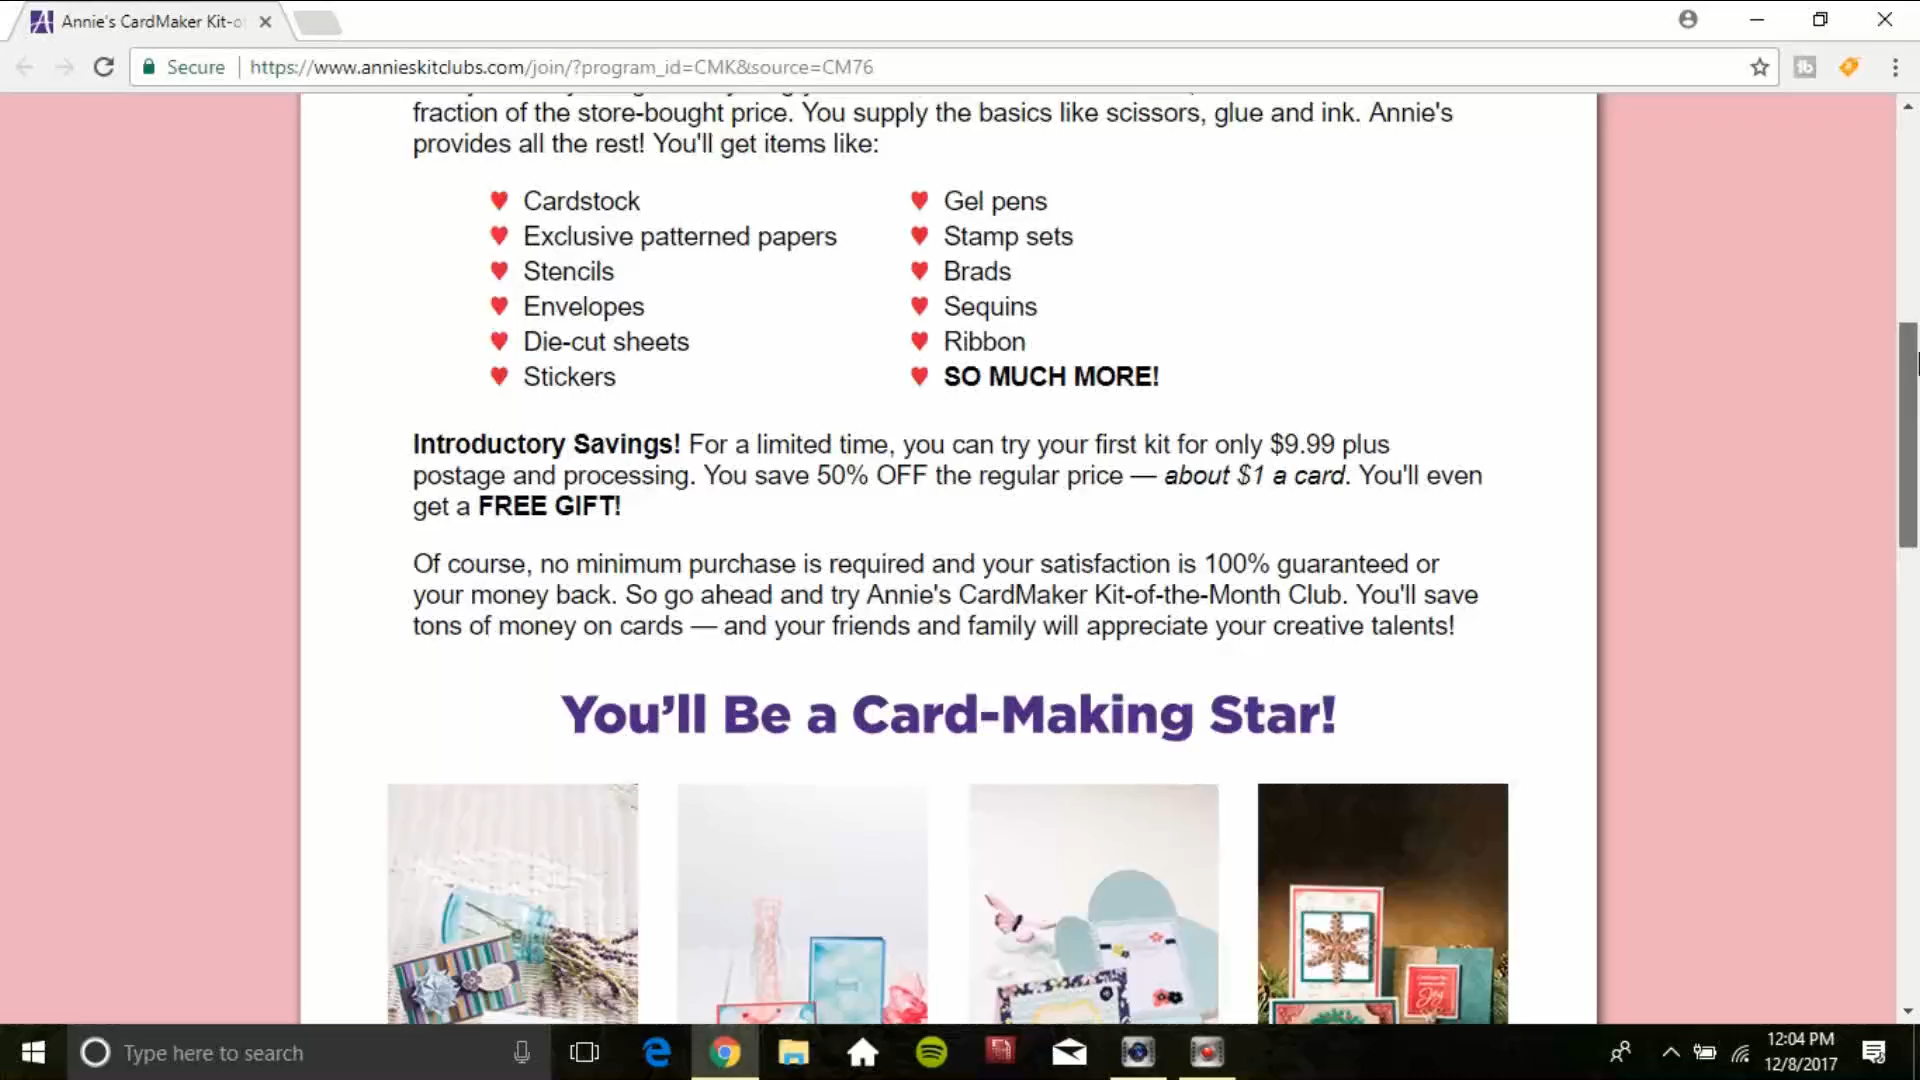 Annie's CardMaker Kit-o
Secure
https://www.annieskitclubs.com/join/?program_id=CMK&source=CM76
fraction of the store-bought price. You supply the basics like scissors, glue and ink. Annie's
provides all the rest! You'll get items like:
Cardstock
Exclusive patterned papers
Stencils
Envelopes
Die-cut sheets
Stickers
Gel pens
Stamp sets
Brads
Sequins
Ribbon
SO MUCH MORE!
Introductory Savings! For a limited time, you can try your first kit for only $9.99 plus
postage and processing. You save 50% OFF the regular price — about $1 a card. You'll even
get a FREE GIFT!
Of course, no minimum purchase is required and your satisfaction is 100% guaranteed or
your money back. So go ahead and try Annie's CardMaker Kit-of-the-Month Club. You'll save
tons of money on cards — and your friends and family will appreciate your creative talents!
You'll Be a Card-Making Star!
Joy
Type here to search
12:04 PM
12/8/2017